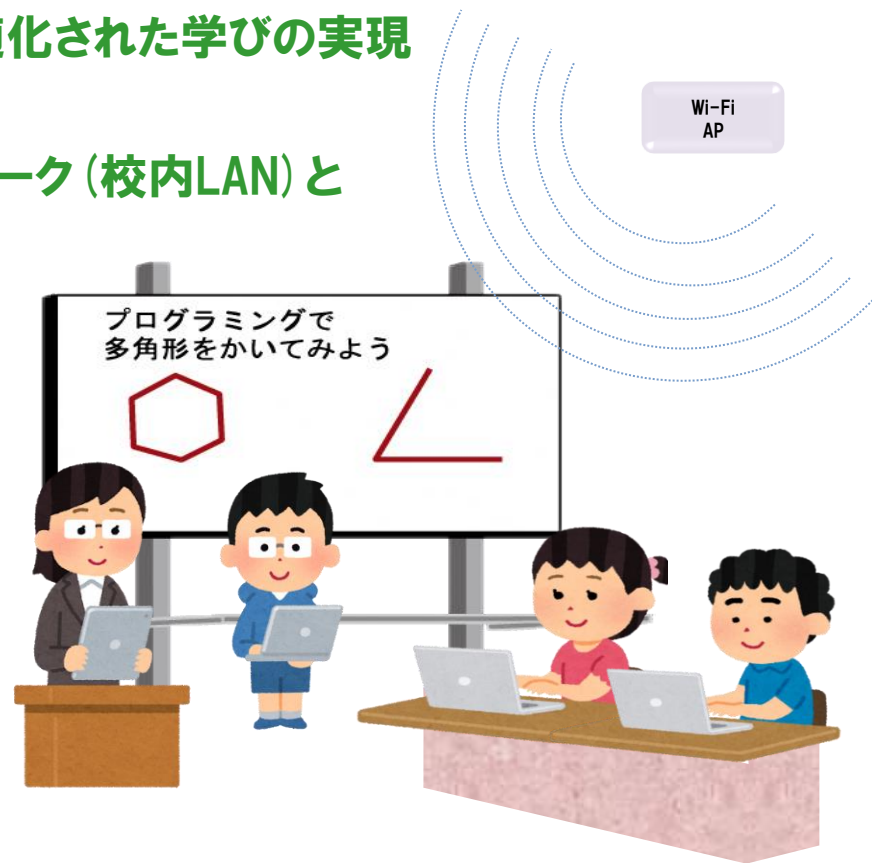 適化された学びの実現
ーク(校内LAN)と
Wi-Fi
AP
プログラミングで
多角形をかいてみよう